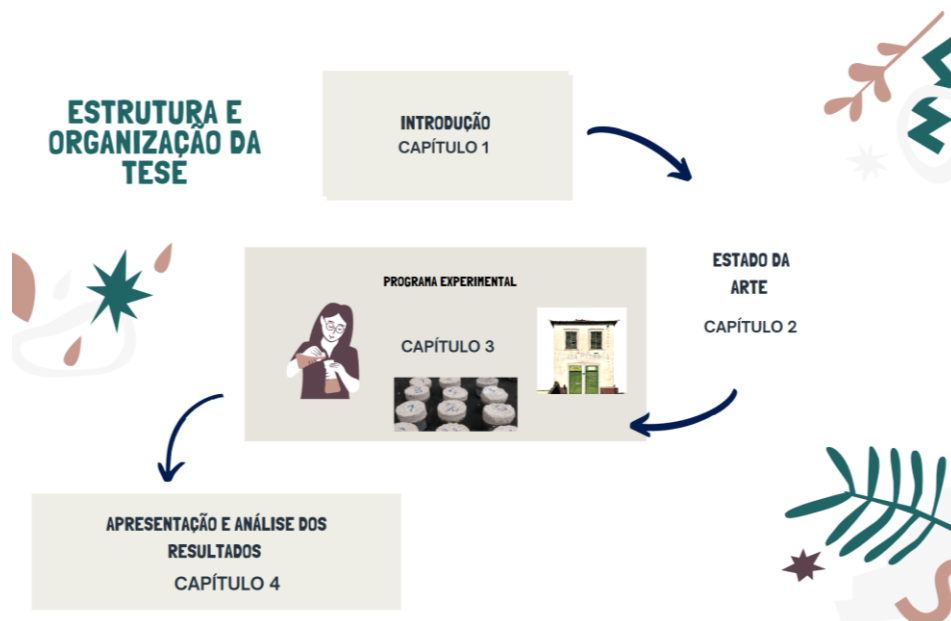 ESTRUTURA E
ORGANIZAÇÃO DA
TESE
INTRODUÇÃO
CAPÍTULO 1
ESTADO DA
ARTE
CAPÍTULO 2
PROGRAMA EXPERIMENTAL
CAPÍTULO 3
APRESENTAÇÃO E ANÁLISE DOS
RESULTADOS
CAPÍTULO 4